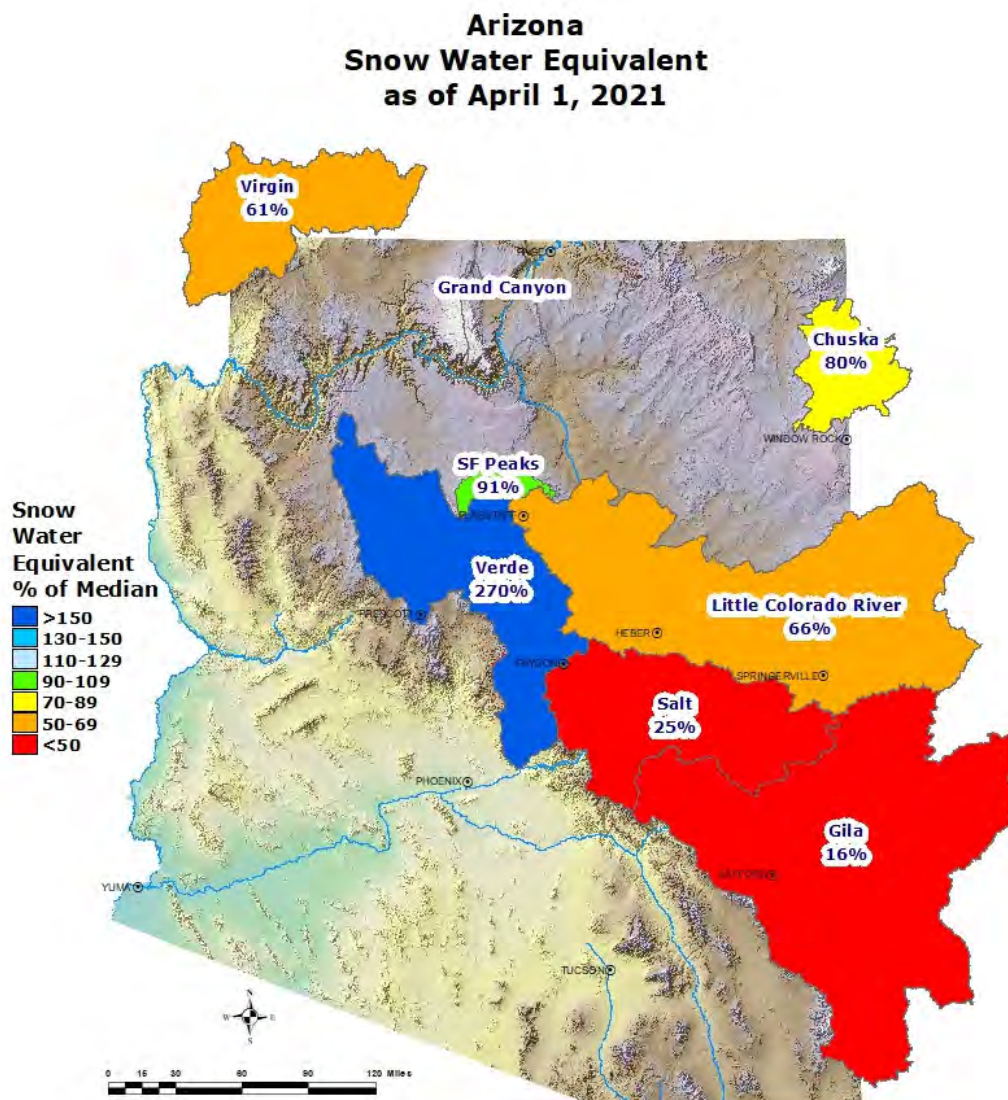 Arizona
Snow Water Equivalent
as of April 1, 2021
Virgin
61%
Grand Canyon
Chuska
80%
WINDOW ROCK
SF Peaks
91%
Verde
270%
PRESCOTT
Little Colorado River
66%
HEBER
PAYSON
SPRINGERVILLE
Salt
25%
PHOENIX
Gila
16%
YUMA
TUCSON
Snow
Water
Equivalent
% of Median
>150
130-150
110-129
90-109
70-89
50-69
<50
N
W E
S
0 15 30 60 90 120 Miles